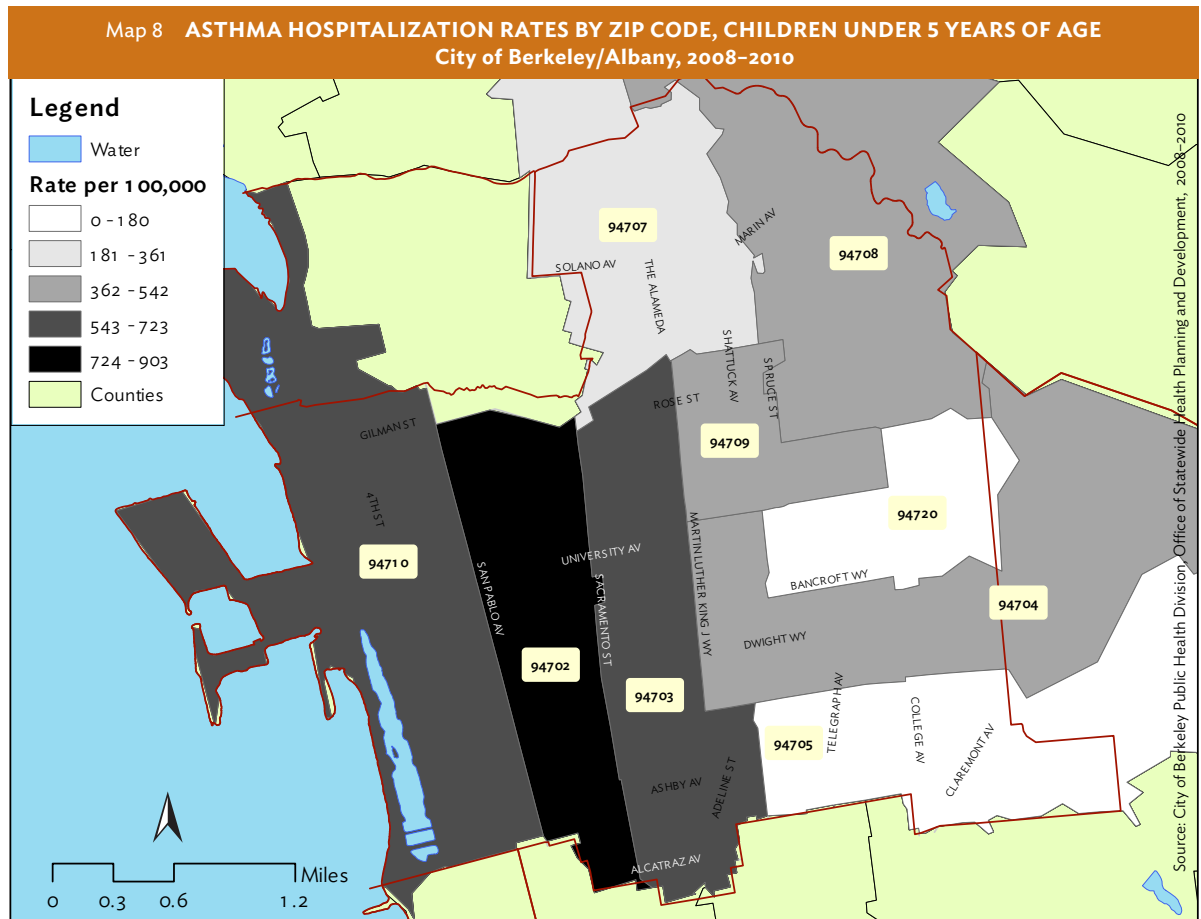 Map 8 ASTHMA HOSPITALIZATION RATES BY ZIP CODE, CHILDREN UNDER 5 YEARS OF AGE
City of Berkeley/Albany, 2008–2010
Legend
Water
Rate per 100,000
0 - 180
181 - 361
362 - 542
543 - 723
724 - 903
Counties
94707
MARIN AV
94708
SOLANO AV
THE ALAMEDA
SHATTUCK AV
SPRUCE ST
ROSE ST
GILMAN ST
94709
4TH ST
94720
94710
UNIVERSITY AV
SAN PABLO AV
SACRAMENTO ST
MARTIN LUTHER KING J WY
BANCROFT WY
94704
DWIGHT WY
94702
94703
TELEGRAPH AV
COLLEGE AV
94705
CLAREMONT AV
ASHBY AV
ADELINE ST
ALCATRAZ AV
Miles
0 0.3 0.6 1.2
Source: City of Berkeley Public Health Division, Office of Statewide Health Planning and Development, 2008–2010